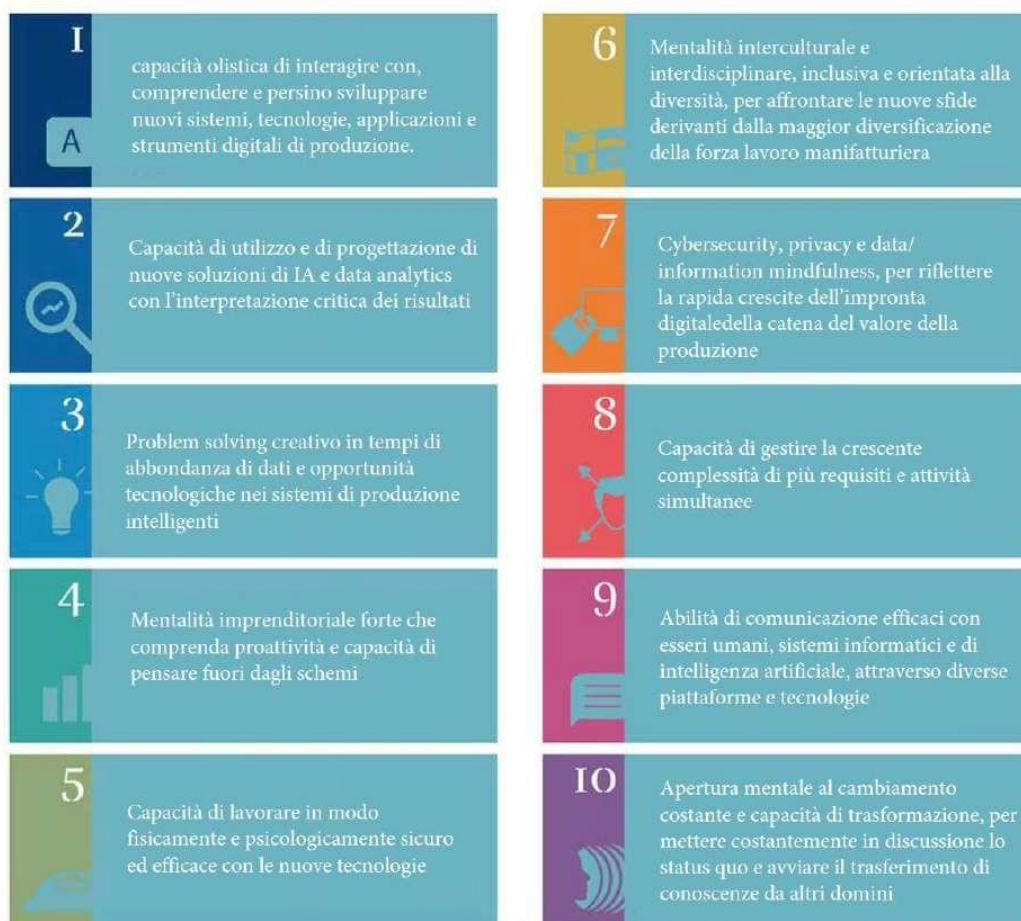 1
capacità olistica di interagire con,
comprendere e persino sviluppare
nuovi sistemi, tecnologie, applicazioni e
strumenti digitali di produzione.
A
2
Capacità di utilizzo e di progettazione di
nuove soluzioni di IA e data analytics
con l'interpretazione critica dei risultati
3
Problem solving creativo in tempi di
abbondanza di dati e opportunità
tecnologiche nei sistemi di produzione
intelligenti
4
Mentalità imprenditoriale forte che
comprenda proattività e capacità di
pensare fuori dagli schemi
5
Capacità di lavorare in modo
fisicamente e psicologicamente sicuro
ed efficace con le nuove tecnologie
6
Mentalità interculturale e
interdisciplinare, inclusiva e orientata alla
diversità, per affrontare le nuove sfide
derivanti dalla maggior diversificazione
della forza lavoro manifatturiera
7
Cybersecurity, privacy e data/
information mindfulness, per riflettere
la rapida crescite dell'impronta
digitaledella catena del valore della
produzione
8
Capacità di gestire la crescente
complessità di più requisiti e attività
simultanee
9
Abilità di comunicazione efficaci con
esseri umani, sistemi informatici e di
intelligenza artificiale, attraverso diverse
piattaforme e tecnologie
10
Apertura mentale al cambiamento
costante e capacità di trasformazione, per
mettere costantemente in discussione lo
status quo e avviare il trasferimento di
conoscenze da altri domini